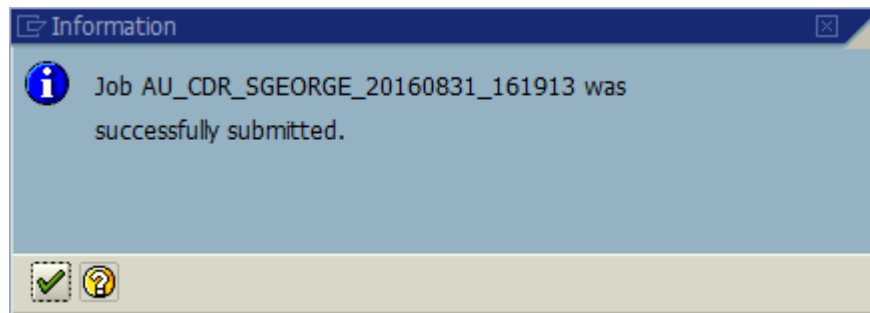 Information
Job AU_CDR_SGEORGE_20160831_161913 was
successfully submitted.